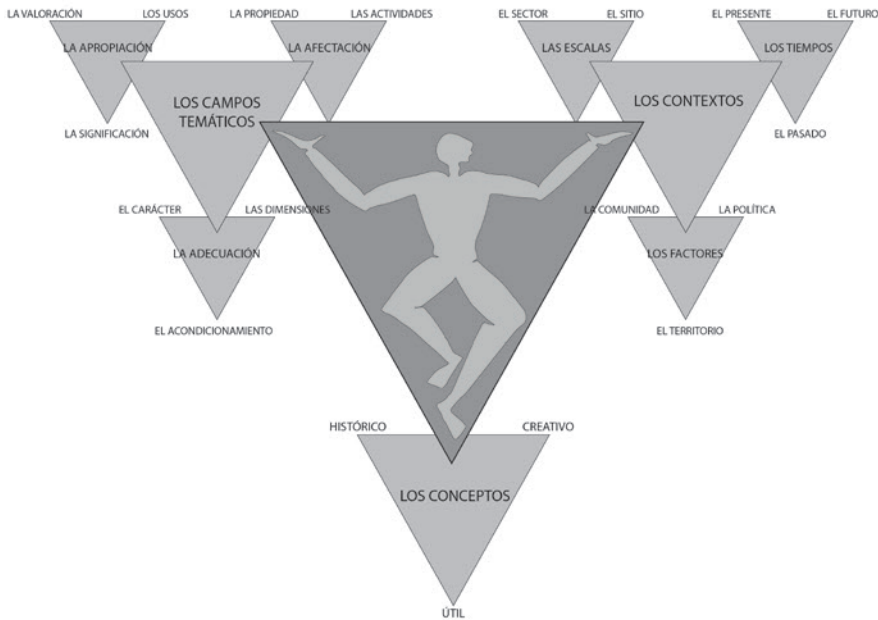 LA VALORACIÓN
LOS USOS
LA PROPIEDAD
LAS ACTIVIDADES
EL SECTOR
EL SITIO
EL PRESENTE
EL FUTURO
LA APROPIACIÓN
LA AFECTACIÓN
LAS ESCALAS
LOS TIEMPOS
LOS CAMPOS
TEMÁTICOS
LOS CONTEXTOS
LA SIGNIFICACIÓN
EL PASADO
EL CARÁCTER
LAS DIMENSIONES
LA COMUNIDAD
LA POLÍTICA
LA ADECUACIÓN
LOS FACTORES
EL ACONDICIONAMIENTO
EL TERRITORIO
HISTÓRICO
CREATIVO
LOS CONCEPTOS
ÚTIL